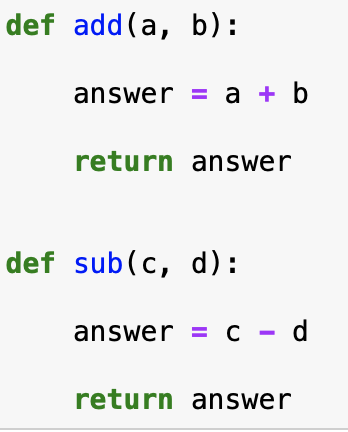 def add(a, b):
    answer = a + b
    return answer
def sub(c, d):
    answer = c - d
    return answer